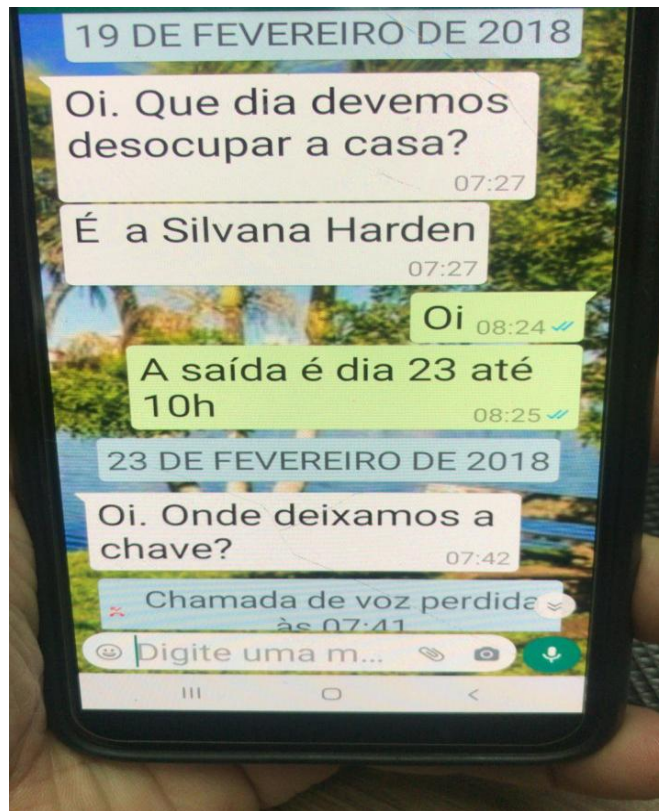 19 DE FEVEREIRO DE 2018
Oi. Que dia devemos
desocupar a casa?
07:27
É a Silvana Harden
07:27
Oi 08:24
A saída é dia 23 até
10h
08:25
23 DE FEVEREIRO DE 2018
Oi. Onde deixamos a
chave?
07:42
Chamada de voz perdida
às 07:41
Digite uma m...